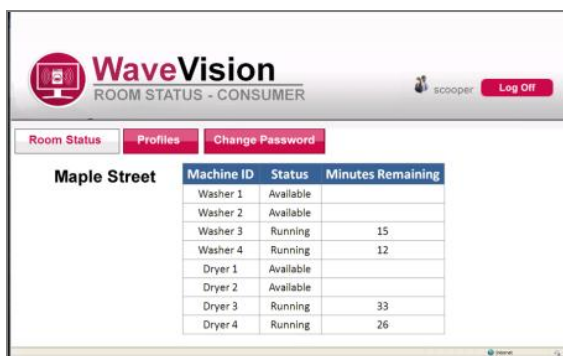 WaveVision
ROOM STATUS - CONSUMER
scooper Log Off
Room Status Profiles Change Password
Maple Street
Machine ID Status Minutes Remaining
Washer 1 Available
Washer 2 Available
Washer 3 Running 15
Washer 4 Running 12
Dryer 1 Available
Dryer 2 Available
Dryer 3 Running 33
Dryer 4 Running 26
Internet